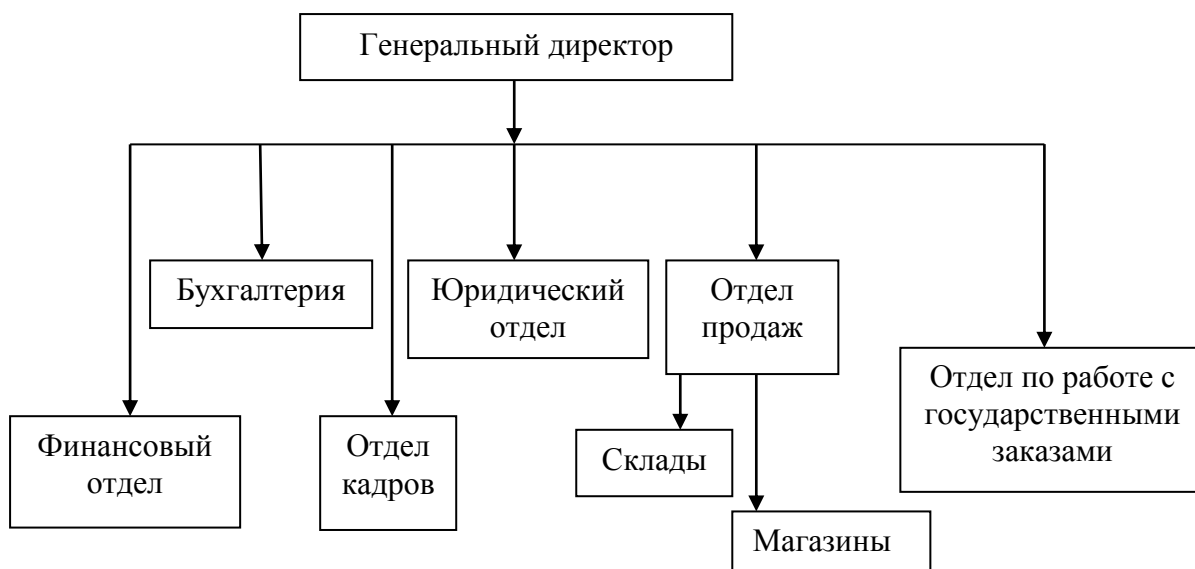 Генеральный директор
Бухгалтерия
Юридический
отдел
Отдел
продаж
Отдел по работе с
государственными
заказами
Финансовый
отдел
Отдел
кадров
Склады
Магазины